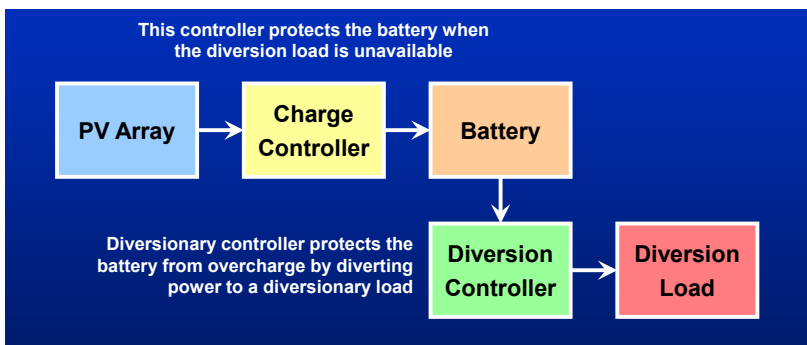 This controller protects the battery when
the diversion load is unavailable
PV Array
Charge
Controller
Battery
Diversionary controller protects the
battery from overcharge by diverting
power to a diversionary load
Diversion
Controller
Diversion
Load